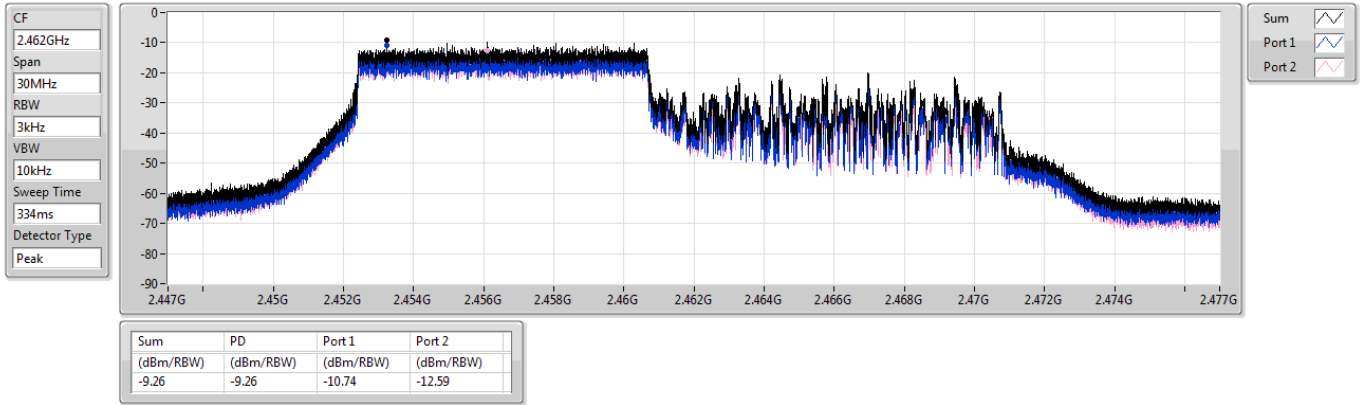 CF
2.462GHz
Span
30MHz
RBW
3kHz
VBW
10kHz
Sweep Time
334ms
Detector Type
Peak
0-
-10-
-20-
-30-
-40-
-50-
-60-
-70-
-80-
-90-
2.447G 2.45G 2.452G 2.454G 2.456G 2.458G 2.46G 2.462G 2.464G 2.466G 2.468G 2.47G 2.472G 2.474G 2.477G
Sum
Port 1
Port 2
Sum PD Port 1 Port 2
(dBm/RBW) (dBm/RBW) (dBm/RBW) (dBm/RBW)
-9.26 -9.26 -10.74 -12.59